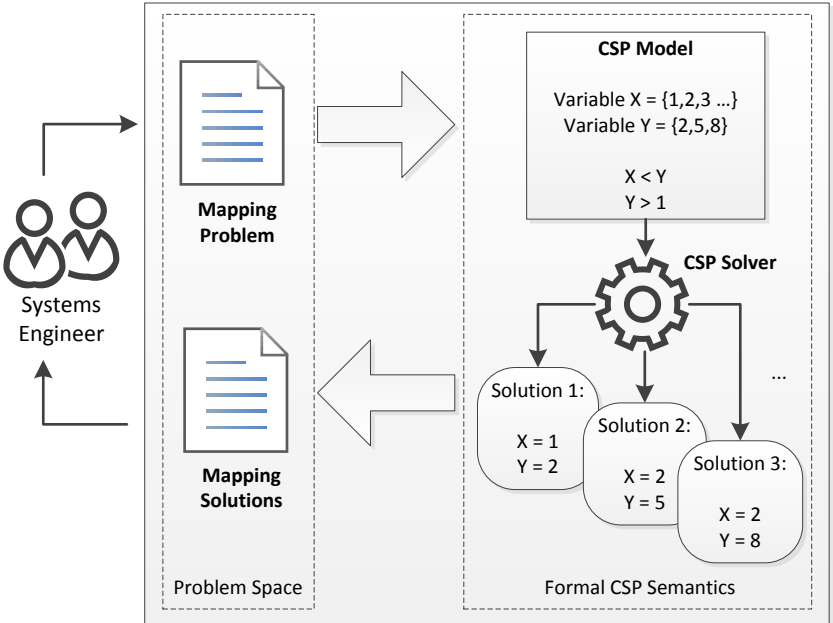 CSP Model
Variable X = {1,2,3 ...}
Variable Y = {2,5,8}
X < Y
Y > 1
Mapping
Problem
CSP Solver
Systems
Engineer
...
Solution 1:
X = 1
Y = 2
Solution 2:
X = 2
Y = 5
Solution 3:
X = 2
Y = 8
Mapping
Solutions
Problem Space
Formal CSP Semantics